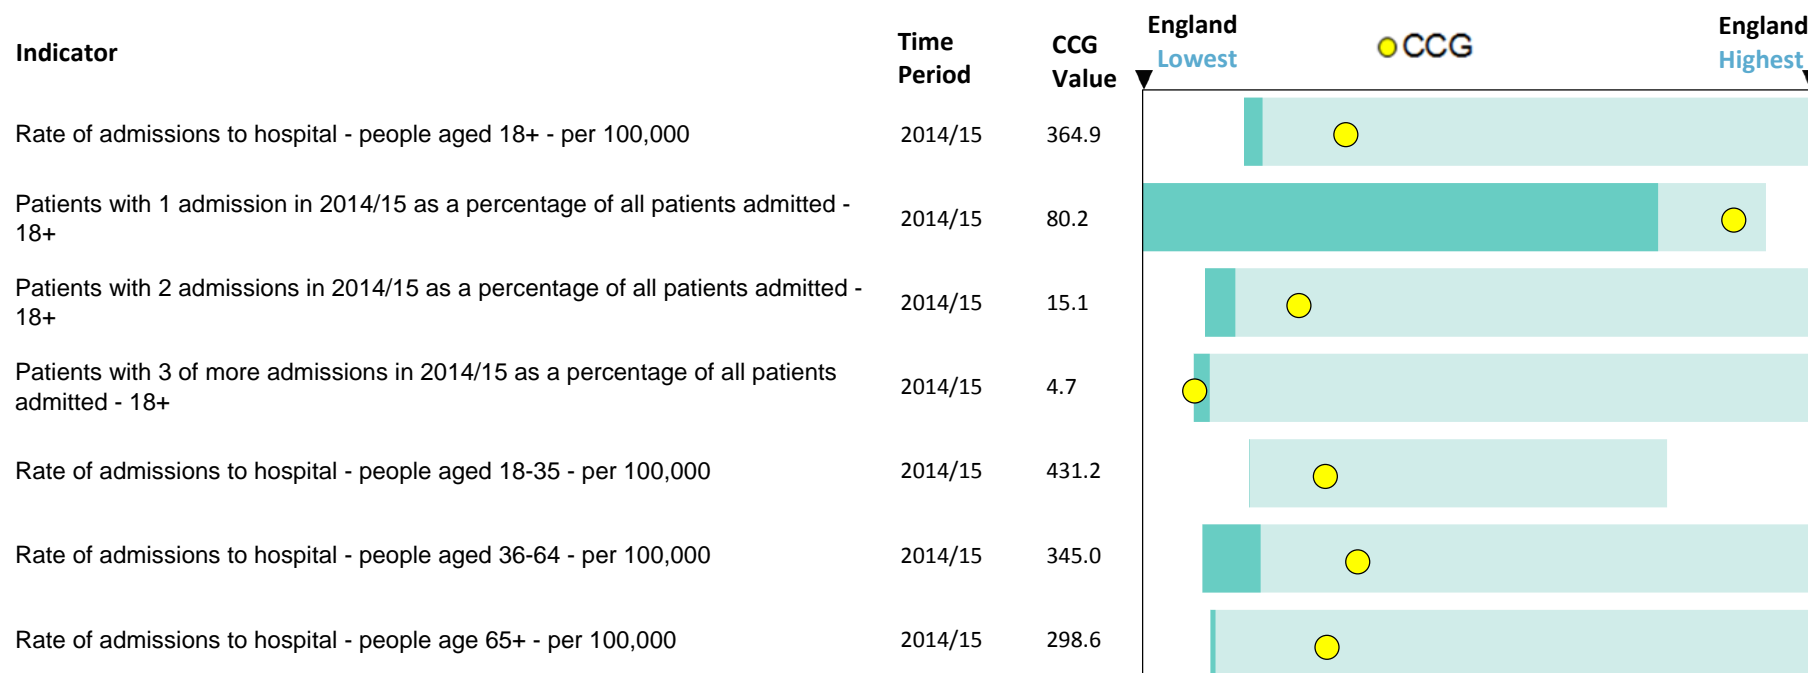 Indicator
Time Period
CCG Value
England Lowest
CCG
England Highest
Rate of admissions to hospital - people aged 18+ - per 100,000 2014/15 364.9
Patients with 1 admission in 2014/15 as a percentage of all patients admitted -
18+
2014/15 80.2
Patients with 2 admissions in 2014/15 as a percentage of all patients admitted -
18+
2014/15 15.1
Patients with 3 of more admissions in 2014/15 as a percentage of all patients
admitted - 18+
2014/15 4.7
Rate of admissions to hospital - people aged 18-35 - per 100,000 2014/15 431.2
Rate of admissions to hospital - people aged 36-64 - per 100,000 2014/15 345.0
Rate of admissions to hospital - people age 65+ - per 100,000 2014/15 298.6